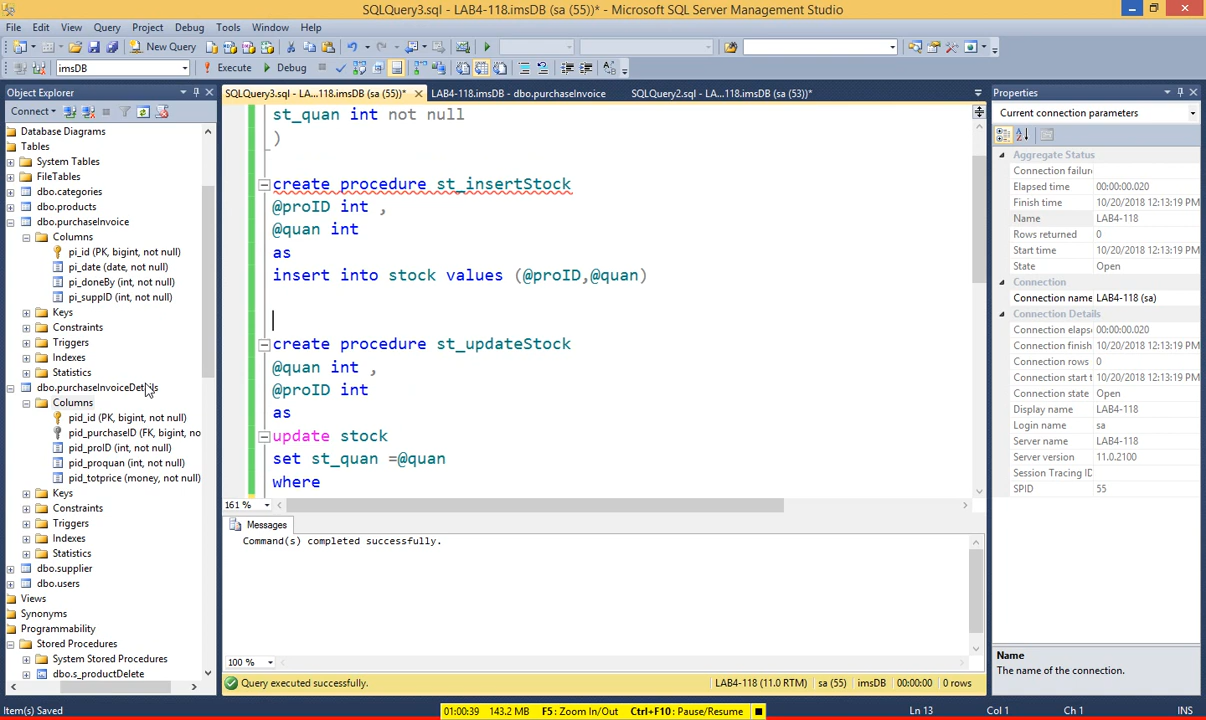 SQLQuery3.sql - LAB4-118.imsDB (sa (55))* - Microsoft SQL Server Management Studio
File Edit View Query Project Debug Tools Window Help
New Query
imsDB Execute Debug
Object Explorer
Connect
Database Diagrams
Tables
System Tables
FileTables
dbo.categories
dbo.products
dbo.purchaseInvoice
Columns
pi_id (PK, bigint, not null)
pi_date (date, not null)
pi_doneBy (int, not null)
pi_suppID (int, not null)
Keys
Constraints
Triggers
Indexes
Statistics
dbo.purchaseInvoiceDetails
Columns
pid_id (PK, bigint, not null)
pid_purchaseID (FK, bigint, no
pid_proID (int, not null)
pid_proquan (int, not null)
pid_totprice (money, not null)
Keys
Constraints
Triggers
Indexes
Statistics
dbo.supplier
dbo.users
Views
Synonyms
Programmability
Stored Procedures
System Stored Procedures
dbo.s_productDelete
SQLQuery3.sql - LA...118.imsDB (sa (55))* LAB4-118.imsDB - dbo.purchaseInvoice SQLQuery2.sql - LA...118.imsDB (sa (53))*
st_quan int not null
)
create procedure st_insertStock
@proID int ,
@quan int
as
insert into stock values (@proID,@quan)
create procedure st_updateStock
@quan int ,
@proID int
as
update stock
set st_quan =@quan
where
161 %
Messages
Command(s) completed successfully.
100 %
Query executed successfully. LAB4-118 (11.0 RTM) sa (55) imsDB 00:00:00 0 rows
Properties
Current connection parameters
Aggregate Status
Connection failure
Elapsed time 00:00:00.020
Finish time 10/20/2018 12:13:19 PM
Name LAB4-118
Rows returned 0
Start time 10/20/2018 12:13:19 PM
State Open
Connection
Connection name LAB4-118 (sa)
Connection Details
Connection elaps 00:00:00.020
Connection finish 10/20/2018 12:13:19 PM
Connection rows 0
Connection start t 10/20/2018 12:13:19 PM
Connection state Open
Display name LAB4-118
Login name sa
Server name LAB4-118
Server version 11.0.2100
Session Tracing ID
SPID 55
Name
The name of the connection.
Item(s) Saved 01:00:39 143.2 MB F5: Zoom In/Out Ctrl+F10: Pause/Resume Ln 13 Col 1 Ch 1 INS